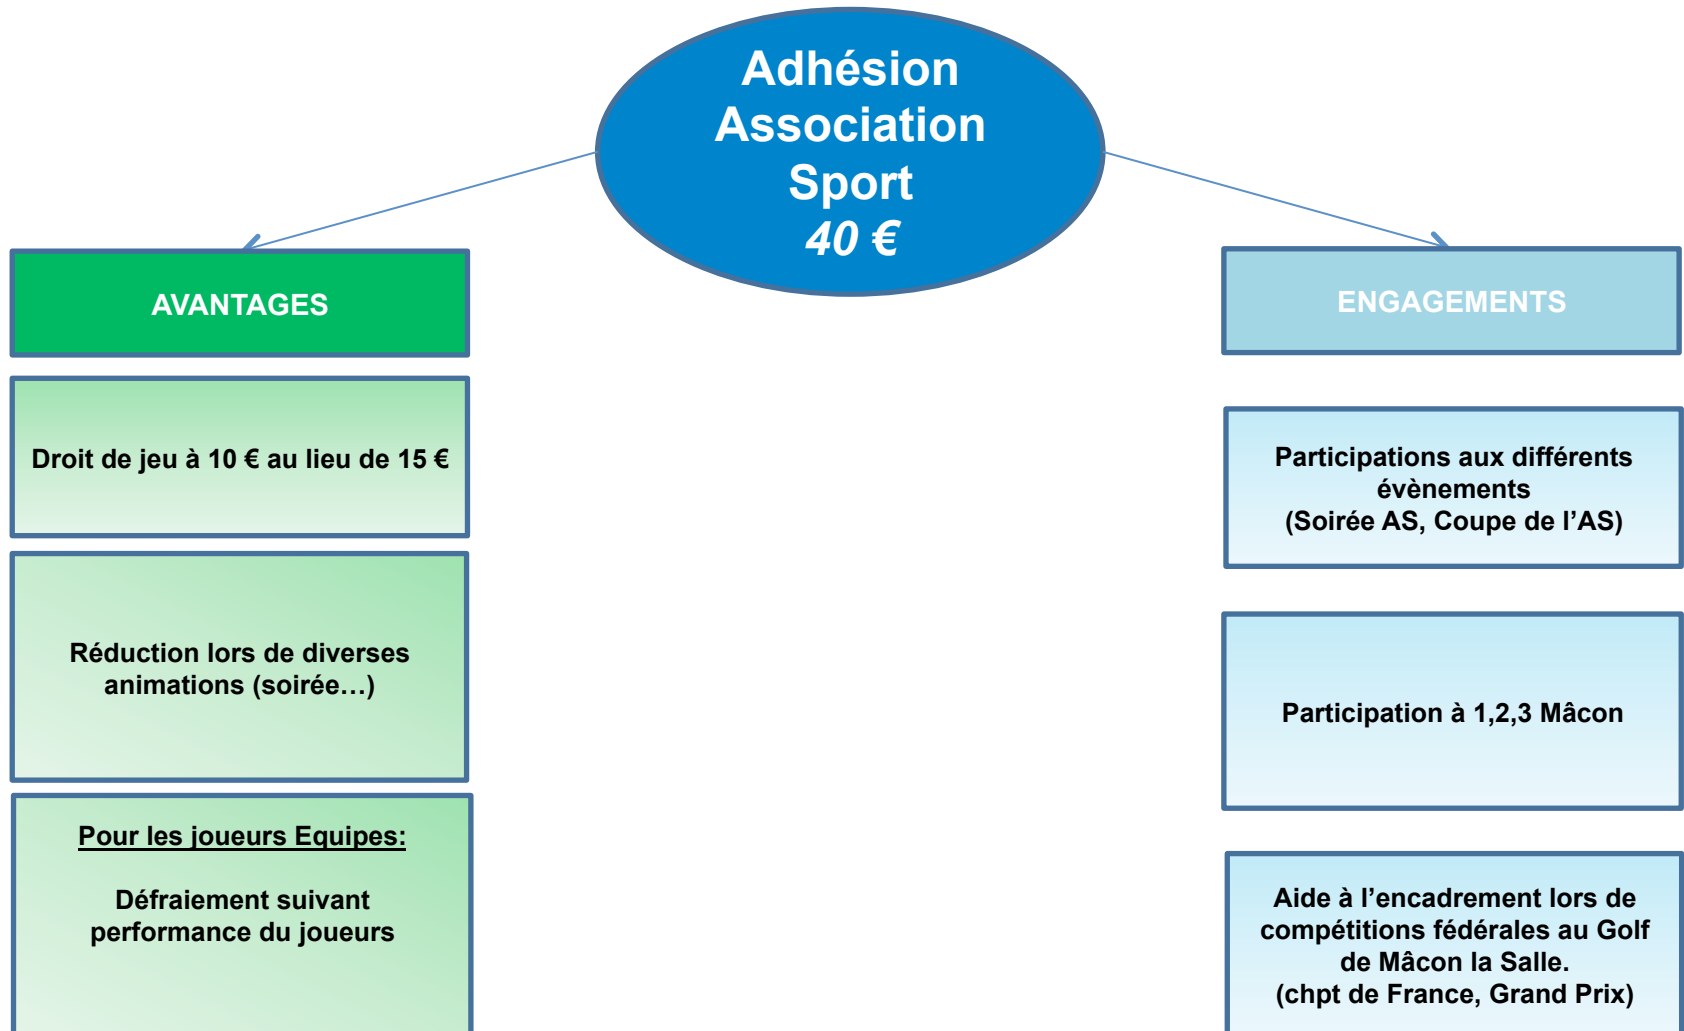 Adhésion
Association
Sport
40 €
AVANTAGES
Droit de jeu à 10 € au lieu de 15 €
Réduction lors de diverses
animations (soirée…)
Pour les joueurs Equipes:
Défraiement suivant
performance du joueurs
ENGAGEMENTS
Participations aux différents
évènements
(Soirée AS, Coupe de l’AS)
Participation à 1,2,3 Mâcon
Aide à l’encadrement lors de
compétitions fédérales au Golf
de Mâcon la Salle.
(chpt de France, Grand Prix)